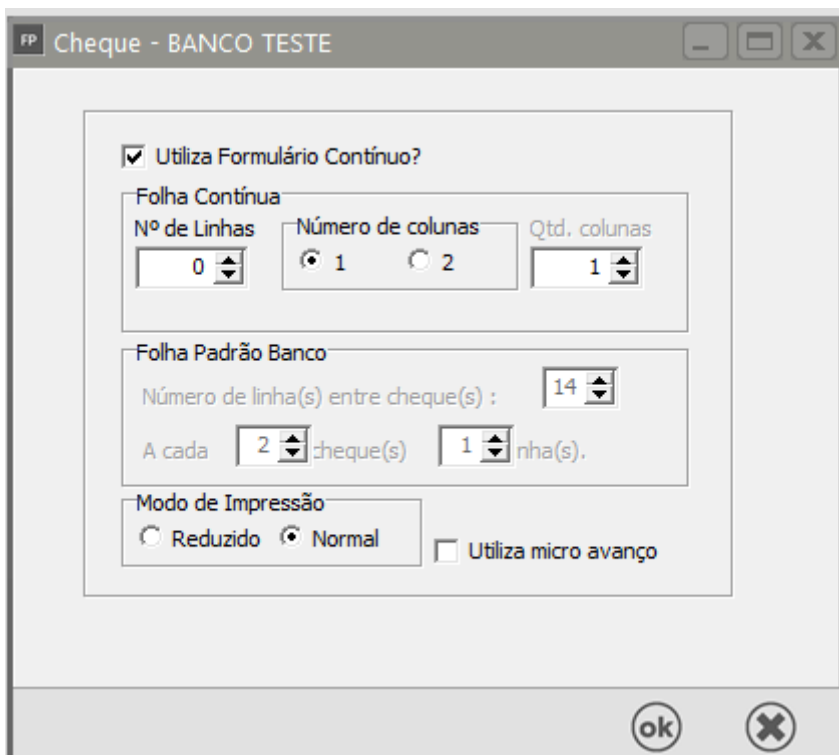 FP Cheque - BANCO TESTE
Utiliza Formulário Contínuo?
Folha Contínua
Nº de Linhas Número de colunas Qtd. colunas
0 1 2 1
Folha Padrão Banco
Número de linha(s) entre cheque(s) : 14
A cada 2 cheque(s) 1 nha(s).
Modo de Impressão
Reduzido Normal Utiliza micro avanço
ok